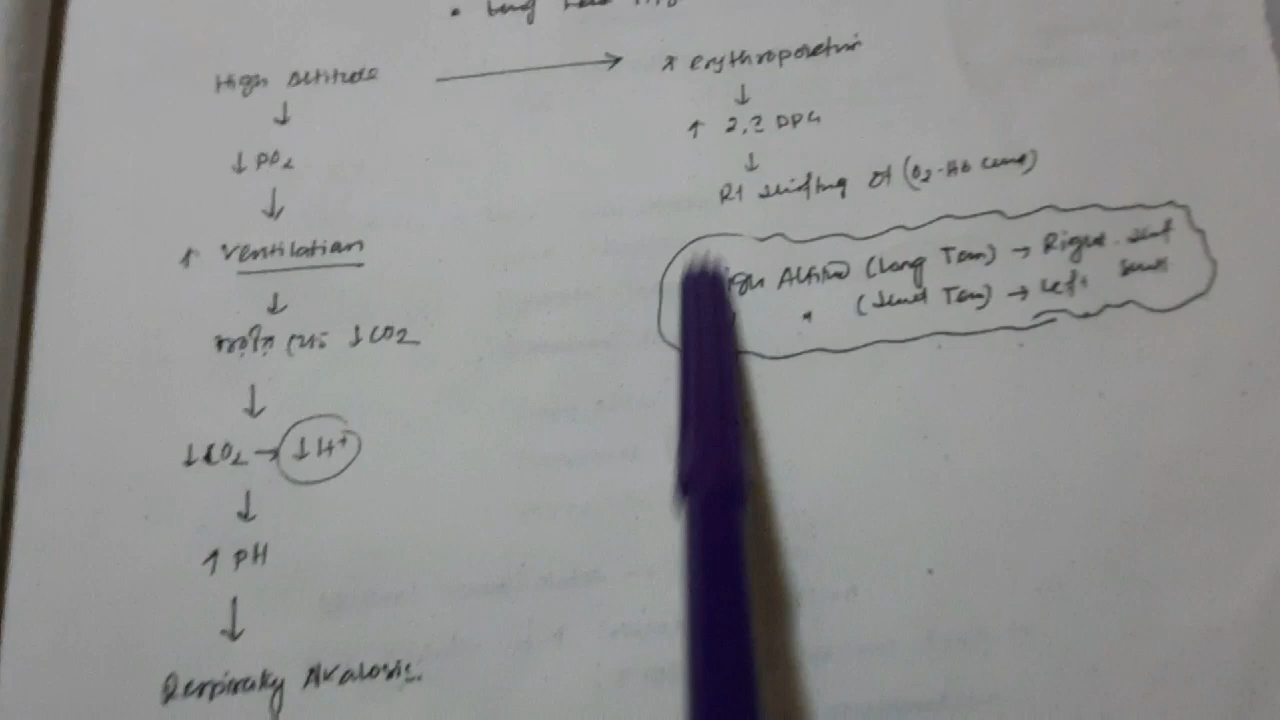 High Altitude → * erythropoietin
↓
↓ PO2
↓
↑ Ventilation
↓
↓CO2
↓
↓CO2 → ↓H+
↓
↑ PH
↓
Respiratory Alkalosis.
↓
↑ 2,3 DPG
↓
Rt shifting of (O2-Hb curve)
Altitude (Long Term) → Right shift
" (Short Term) → Left shift